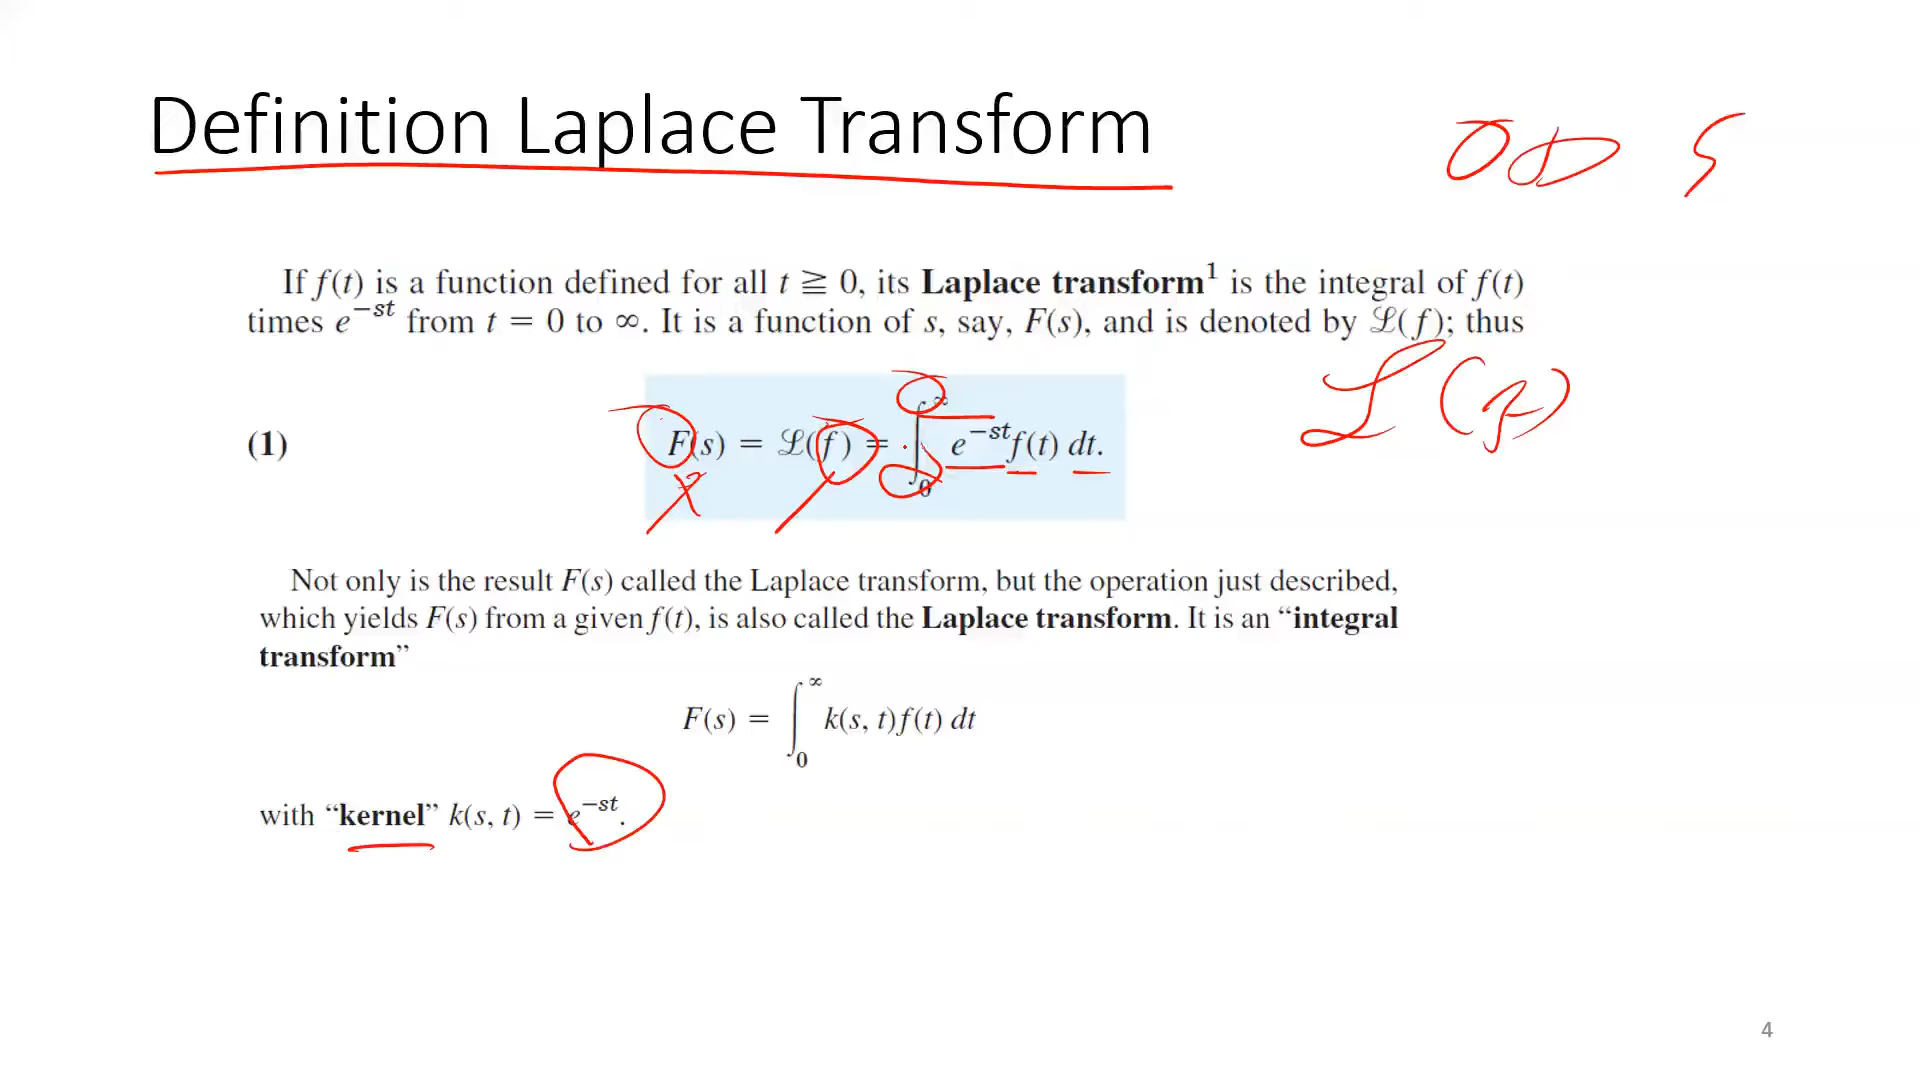 Definition Laplace Transform
If f(t) is a function defined for all t ≧ 0, its Laplace transform¹ is the integral of f(t)
times e^{−st} from t = 0 to ∞. It is a function of s, say, F(s), and is denoted by ℒ(f); thus
ℒ(f)
(1) F(s) = ℒ(f) = ∫_0^∞ e^{−st} f(t) dt.
Not only is the result F(s) called the Laplace transform, but the operation just described,
which yields F(s) from a given f(t), is also called the Laplace transform. It is an “integral
transform”
F(s) = ∫_0^∞ k(s, t)f(t) dt
with “kernel” k(s, t) = e^{−st}.
4